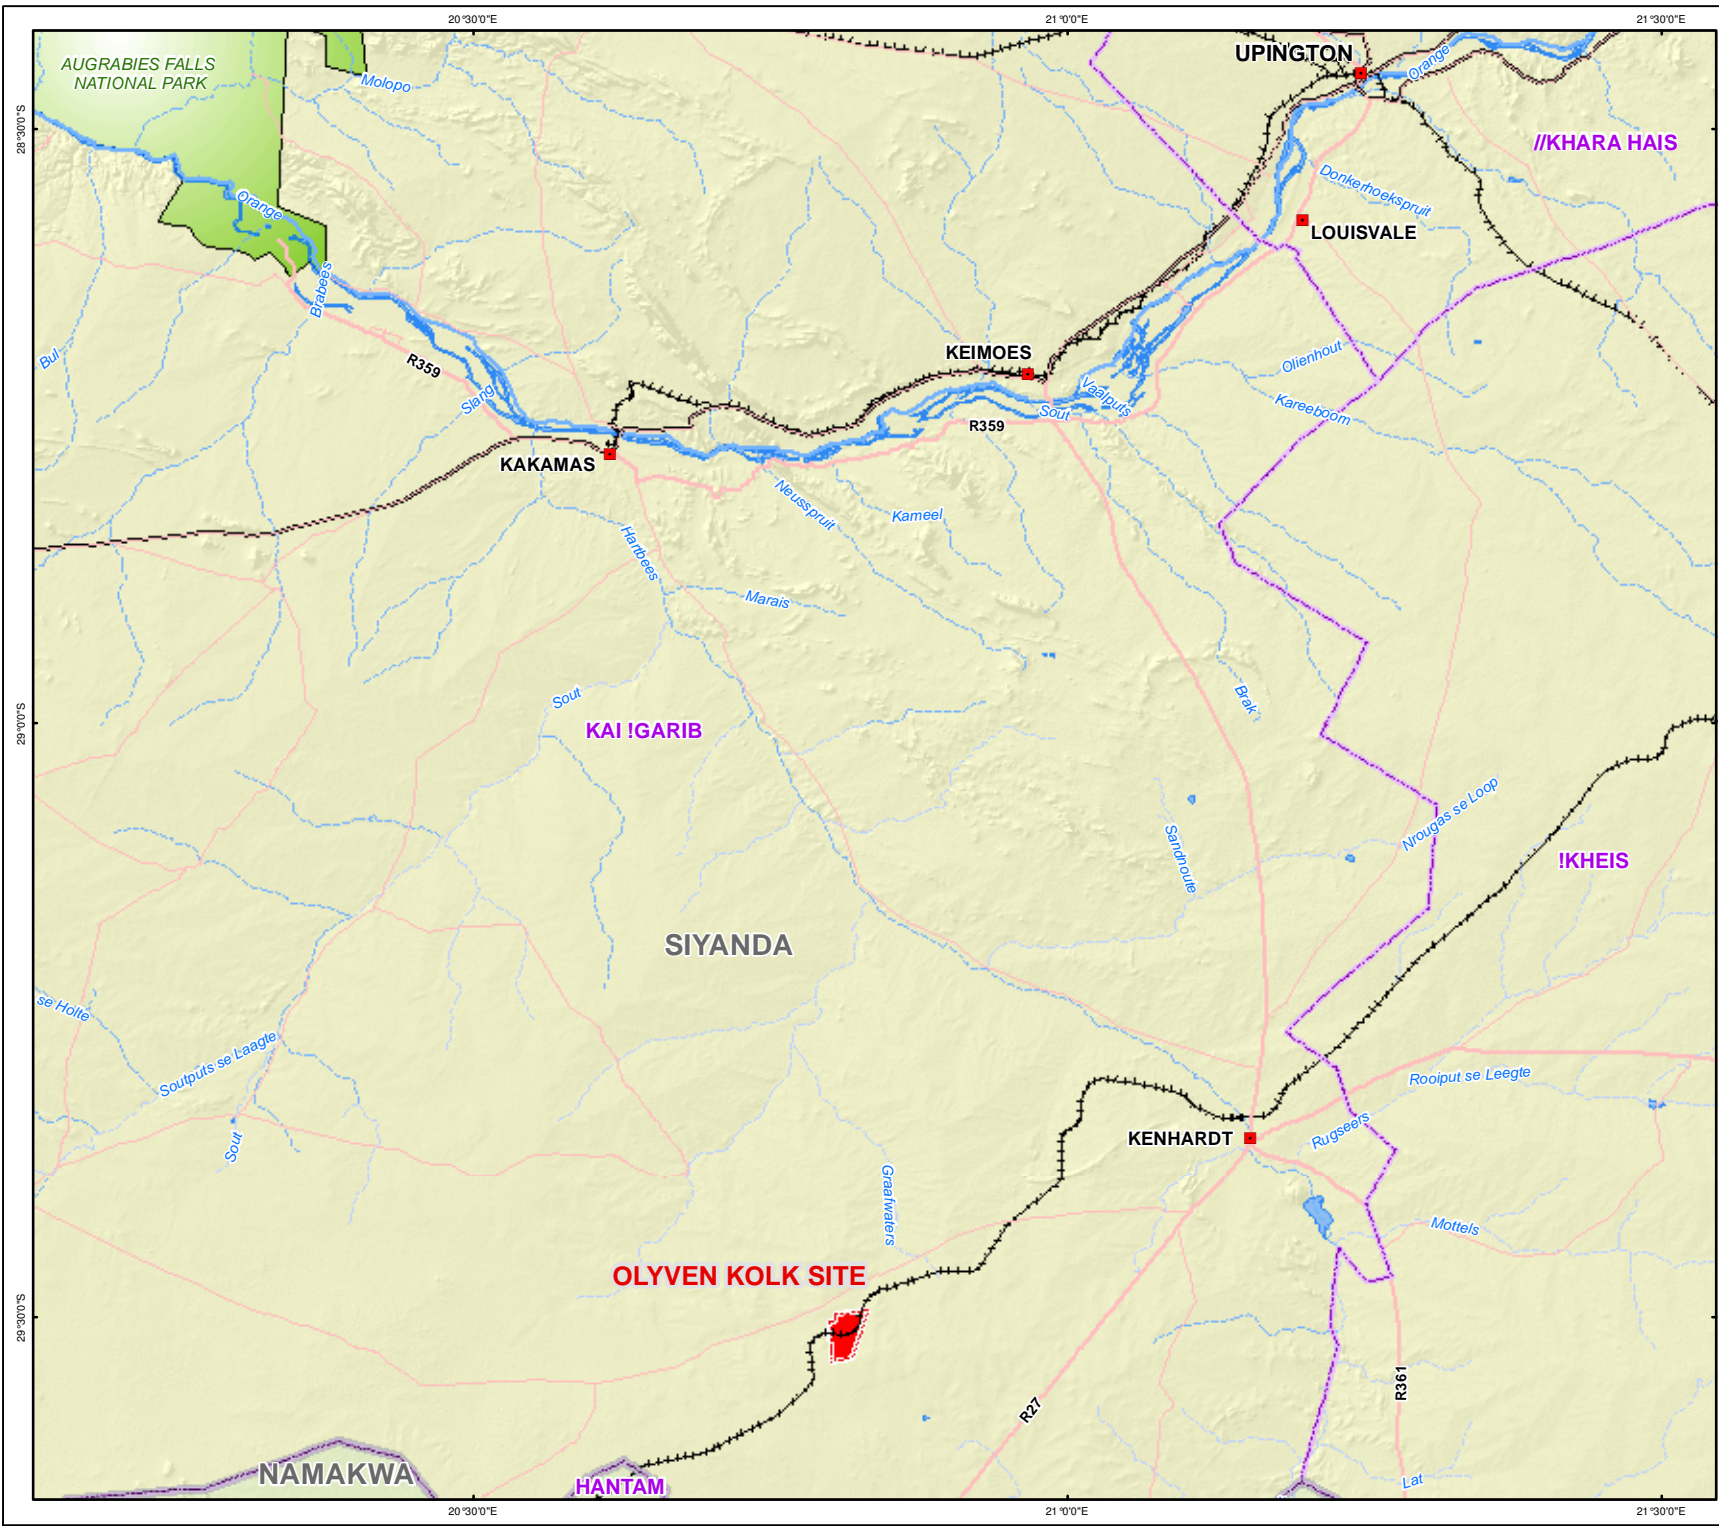 20°30'0"E
21°0'0"E
21°30'0"E
AUGRABIES FALLS
NATIONAL PARK
Molopo
UPINGTON
Orange
28°30'0"S
//KHARA HAIS
Donkerhoekspruit
Orange
LOUISVALE
Brabees
Bul
R359
KEIMOES
Olienhout
Slang
Vaalputs
Sout
Kareeboom
R359
KAKAMAS
Neusspruit
Kameel
Hartbees
Marais
Sout
Brak
29°0'0"S
KAI !GARIB
Nrougas se Loop
Sandnoute
!KHEIS
SIYANDA
se Holte
Soutputs se Laagte
Rooiput se Leegte
Rugseers
KENHARDT
Sout
Graafwaters
Mottels
OLYVEN KOLK SITE
29°30'0"S
R361
R27
NAMAKWA
HANTAM
Lat
20°30'0"E
21°0'0"E
21°30'0"E